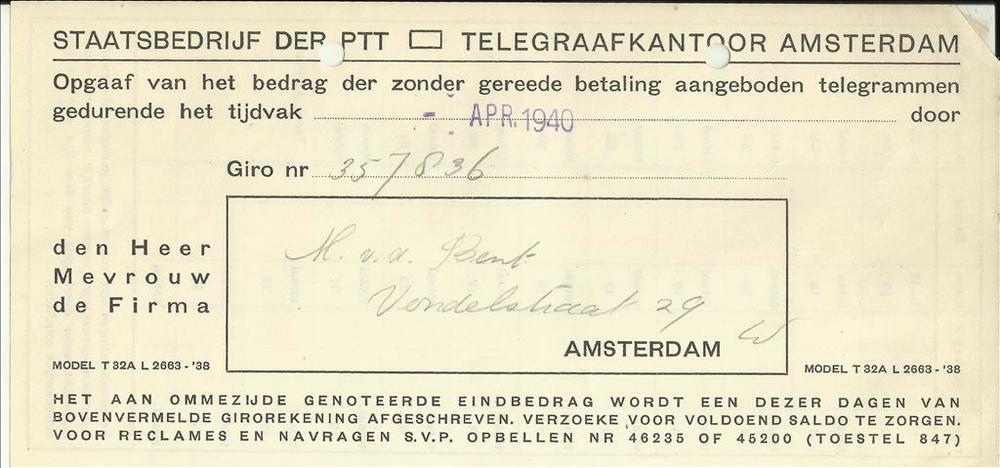 STAATSBEDRIJF DER PTT TELEGRAAFKANTOOR AMSTERDAM
Opgaaf van het bedrag der zonder gereede betaling aangeboden telegrammen
gedurende het tijdvak - APR. 1940 door
Giro nr 357836
den Heer
Mevrouw
de Firma
M. v. d. Bent
Vondelstraat 29
AMSTERDAM W
MODEL T 32A L 2663 - '38
MODEL T 32A L 2663 - '38
HET AAN OMMEZIJDE GENOTEERDE EINDBEDRAG WORDT EEN DEZER DAGEN VAN
BOVENVERMELDE GIROREKENING AFGESCHREVEN. VERZOEKE VOOR VOLDOEND SALDO TE ZORGEN.
VOOR RECLAMES EN NAVRAGEN S.V.P. OPBELLEN NR 46235 OF 45200 (TOESTEL 847)